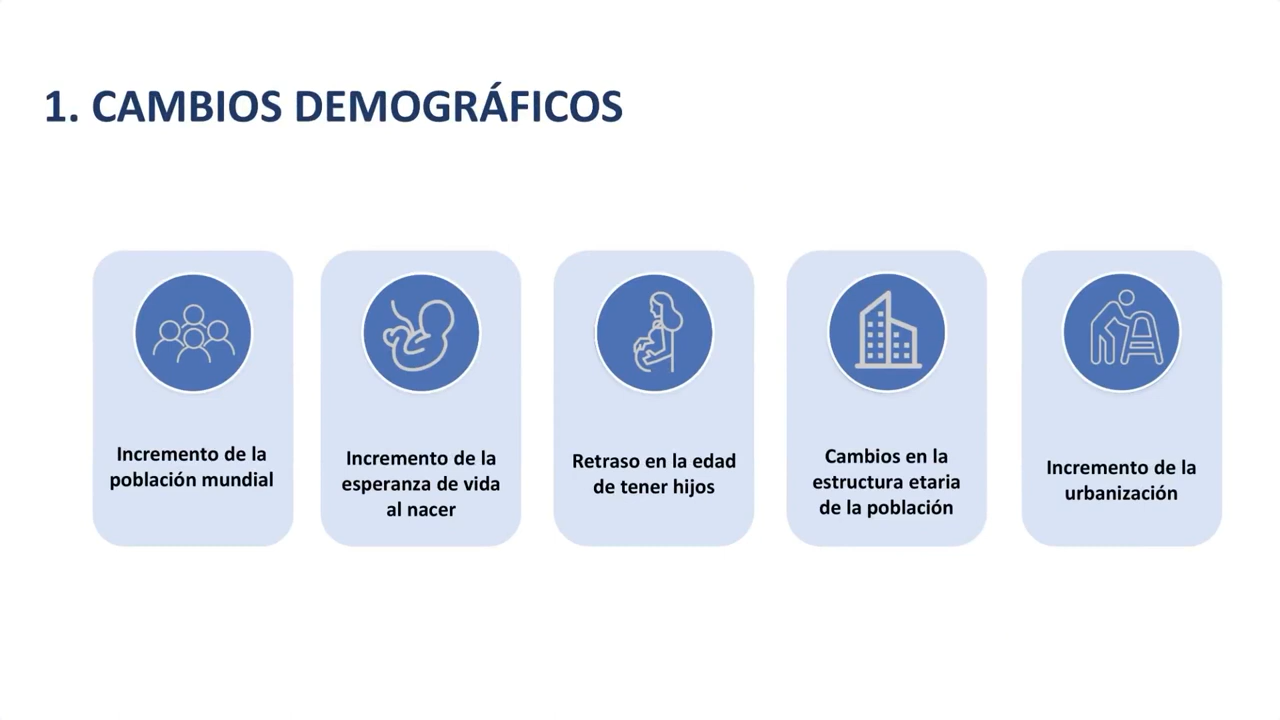 1. CAMBIOS DEMOGRÁFICOS
Incremento de la
población mundial
Incremento de la
esperanza de vida
al nacer
Retraso en la edad
de tener hijos
Cambios en la
estructura etaria
de la población
Incremento de la
urbanización